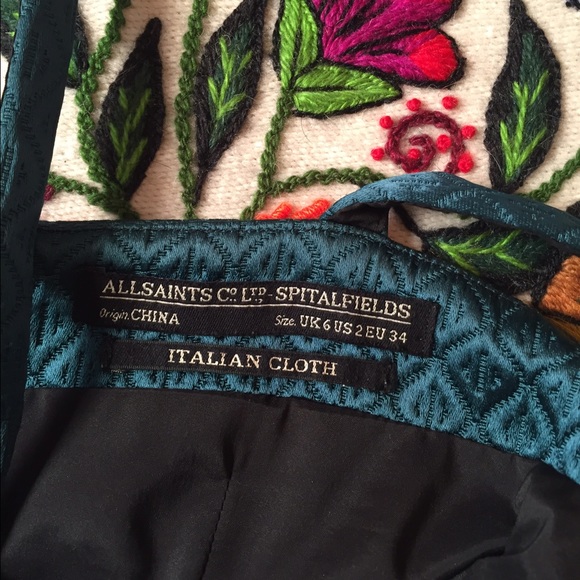 ALLSAINTS Cº. LTD- SPITALFIELDS
Origin. CHINA Size. UK 6 US 2 EU 34
ITALIAN CLOTH